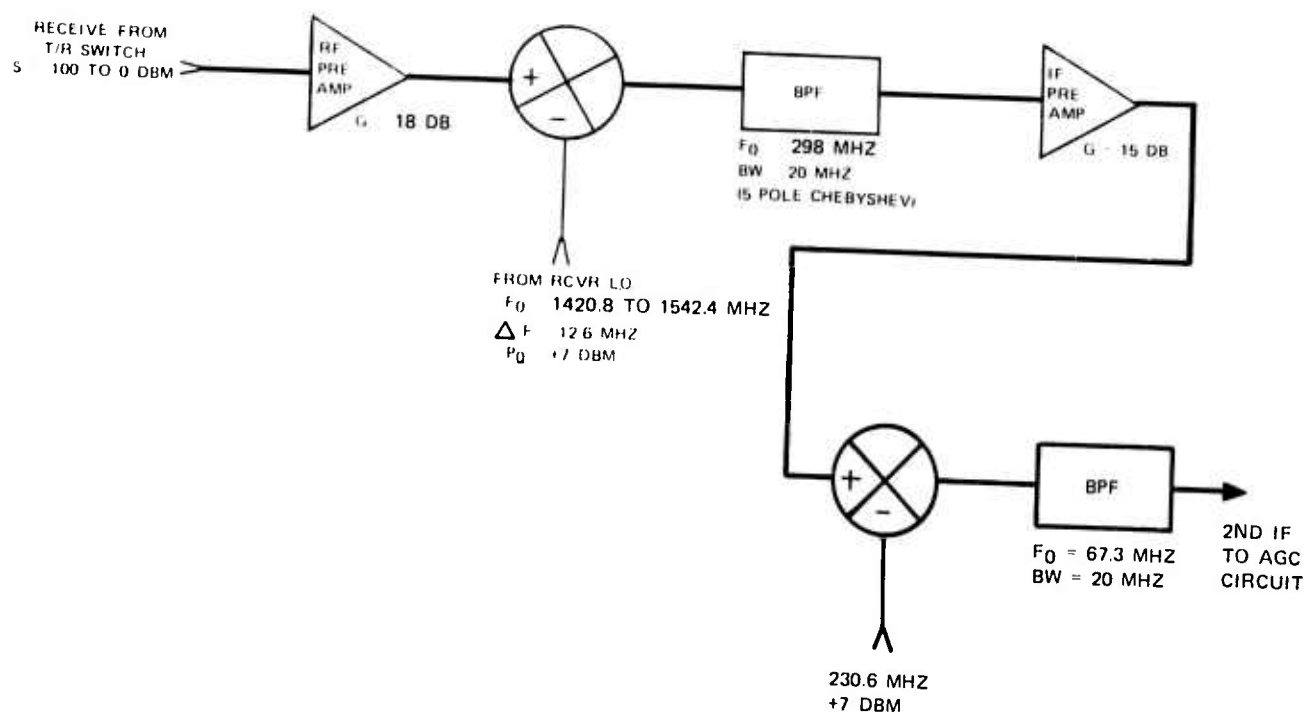 RECEIVE FROM
T/R SWITCH
S 100 TO 0 DBM
RF
PRE
AMP
G 18 DB
+
-
FROM RCVR LO
F0 1420.8 TO 1542.4 MHZ
Δ F 12 6 MHZ
P0 +7 DBM
BPF
F0 298 MHZ
BW 20 MHZ
(5 POLE CHEBYSHEV)
IF
PRE
AMP
G - 15 DB
+
-
230.6 MHZ
+7 DBM
BPF
F0 = 67.3 MHZ
BW = 20 MHZ
2ND IF
TO AGC
CIRCUIT